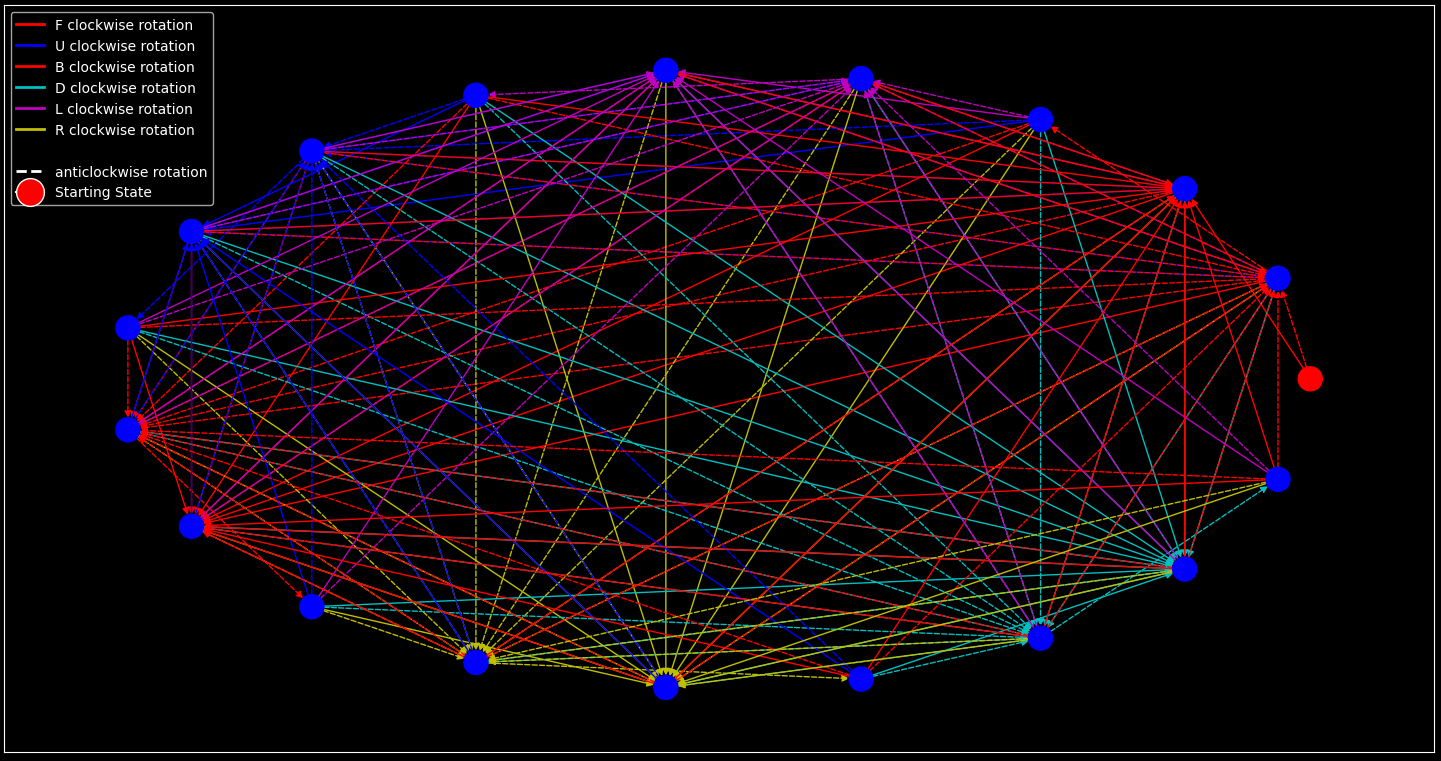 F clockwise rotation
U clockwise rotation
B clockwise rotation
D clockwise rotation
L clockwise rotation
R clockwise rotation
anticlockwise rotation
Starting State